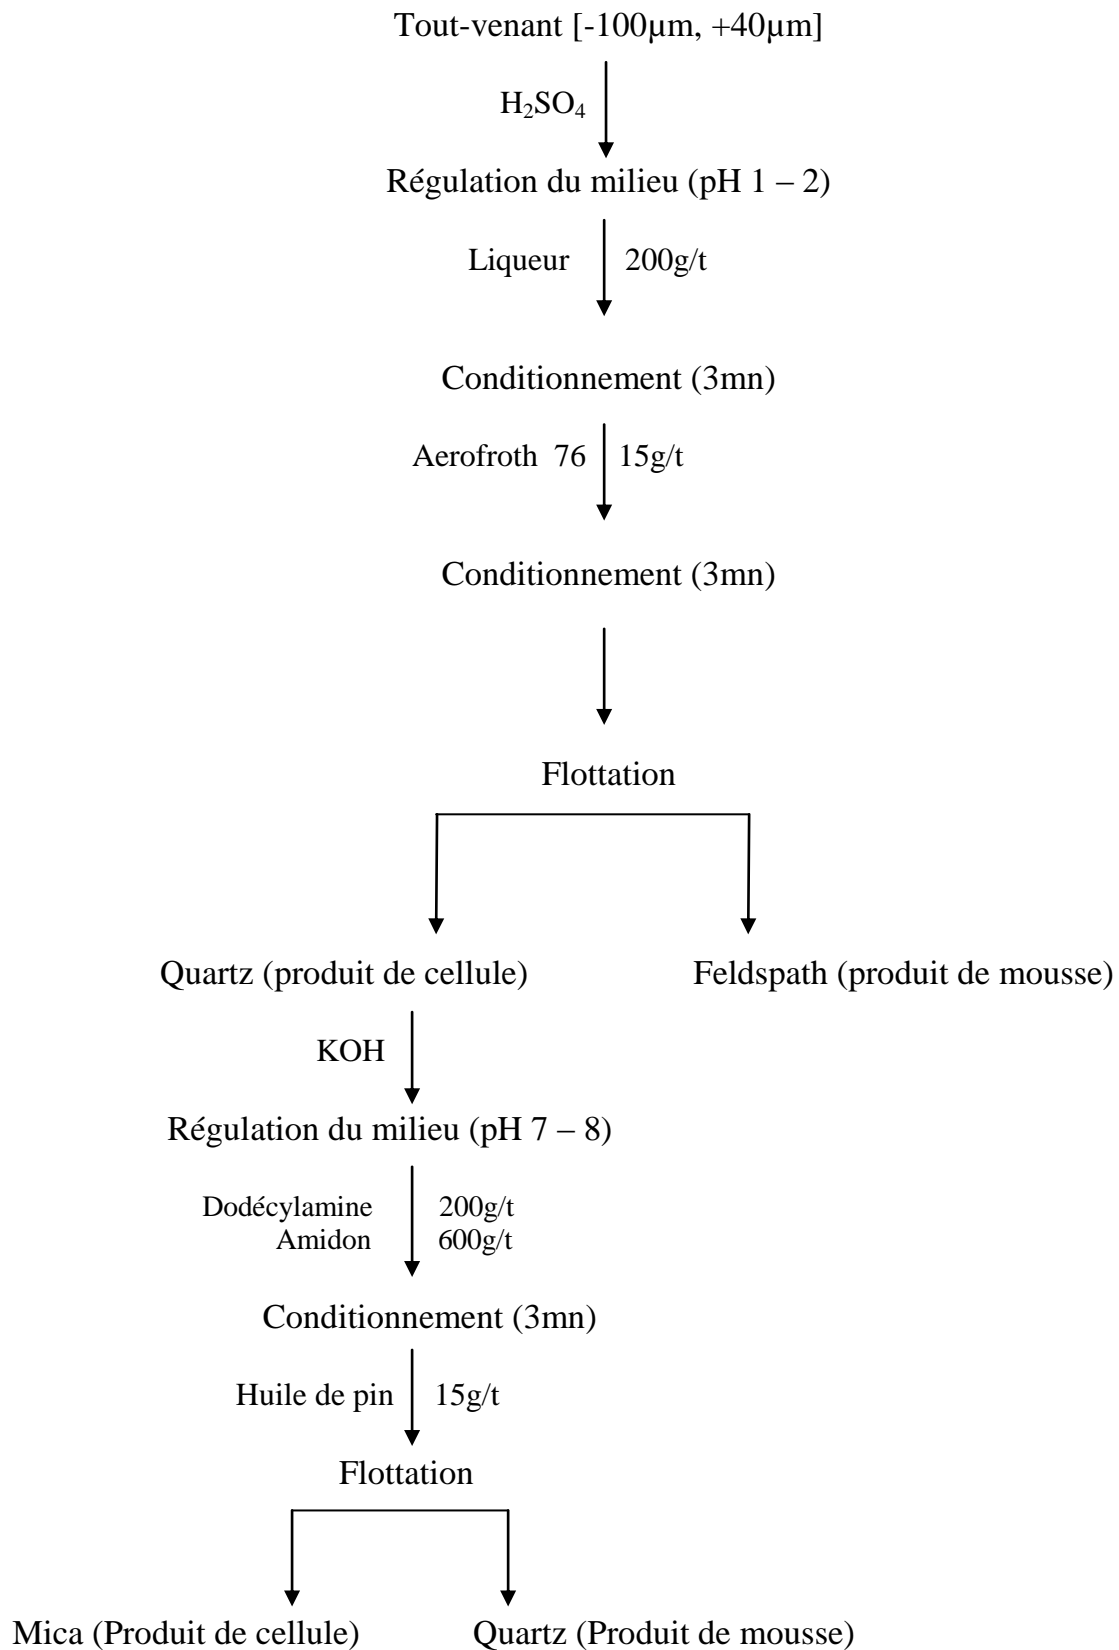 Tout-venant [-100µm, +40µm]
H₂SO₄
Régulation du milieu (pH 1 – 2)
Liqueur 200g/t
Conditionnement (3mn)
Aerofroth 76 15g/t
Conditionnement (3mn)
Flottation
Quartz (produit de cellule) Feldspath (produit de mousse)
KOH
Régulation du milieu (pH 7 – 8)
Dodécylamine 200g/t
Amidon 600g/t
Conditionnement (3mn)
Huile de pin 15g/t
Flottation
Mica (Produit de cellule) Quartz (Produit de mousse)